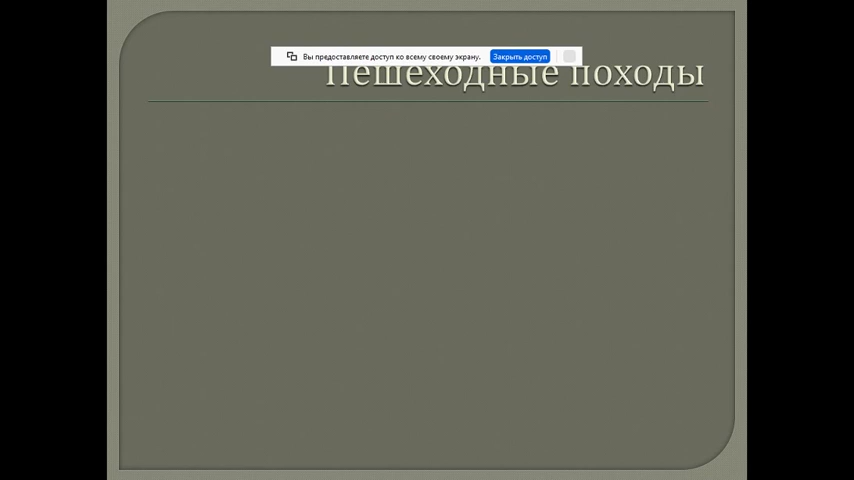 Вы предоставляете доступ ко всему своему экрану. Закрыть доступ
Пешеходные походы